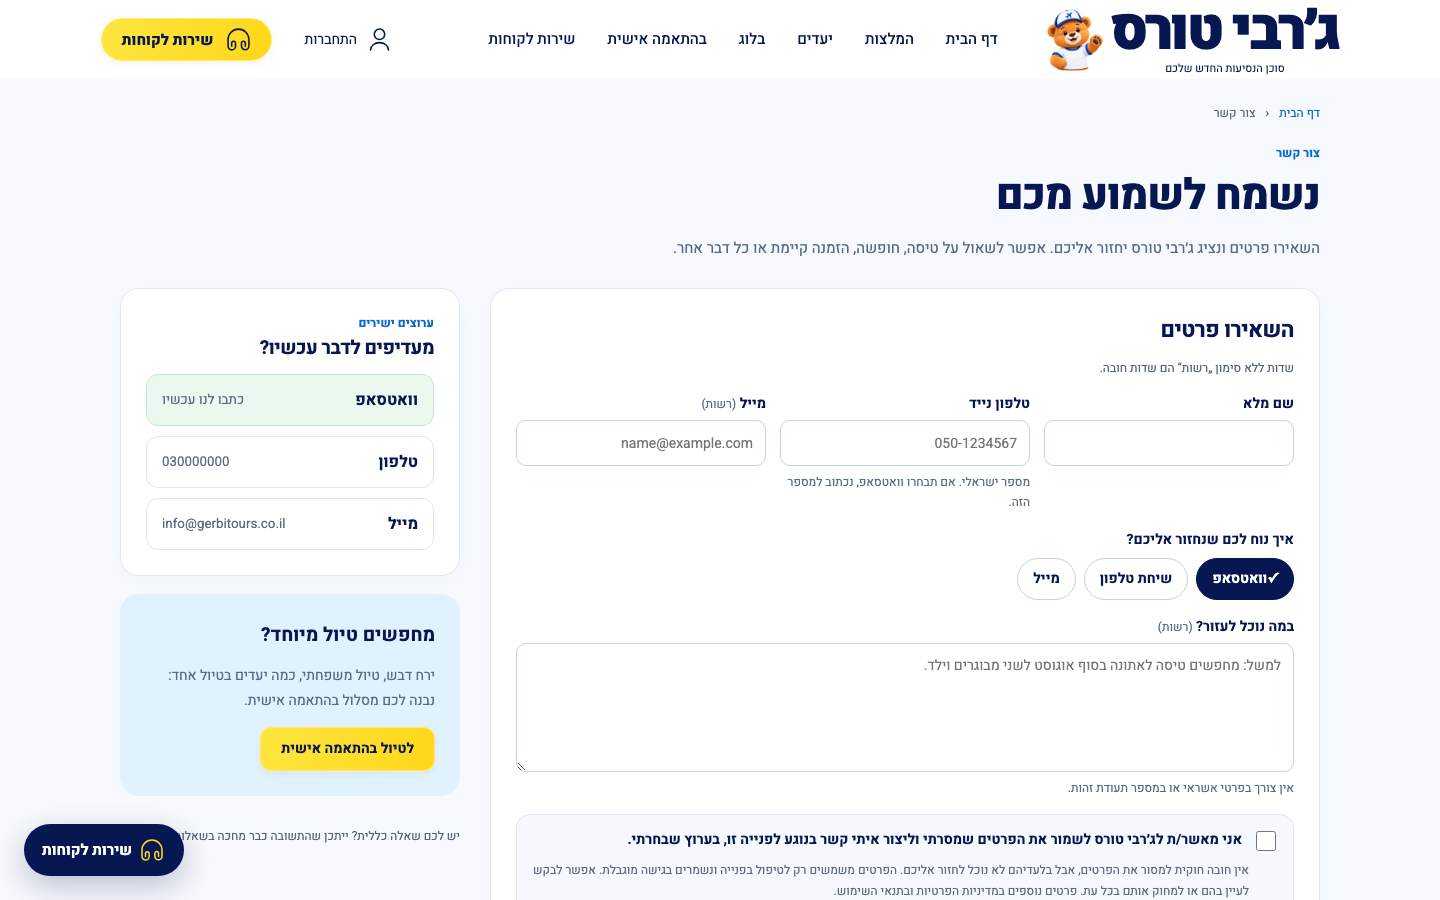 ג׳רבי טורס
סוכן הנסיעות החדש שלכם
דף הבית
המלצות
יעדים
בלוג
בהתאמה אישית
שירות לקוחות
התחברות
שירות לקוחות
דף הבית ‹ צור קשר
צור קשר
נשמח לשמוע מכם
השאירו פרטים ונציג ג׳רבי טורס יחזור אליכם. אפשר לשאול על טיסה, חופשה, הזמנה קיימת או כל דבר אחר.
השאירו פרטים
שדות ללא סימון „רשות” הם שדות חובה.
שם מלא
טלפון נייד
050-1234567
מספר ישראלי. אם תבחרו וואטסאפ, נכתוב למספר
הזה.
מייל (רשות)
name@example.com
איך נוח לכם שנחזור אליכם?
✓וואטסאפ
שיחת טלפון
מייל
במה נוכל לעזור? (רשות)
למשל: מחפשים טיסה לאתונה בסוף אוגוסט לשני מבוגרים וילד.
אין צורך בפרטי אשראי או במספר תעודת זהות.
אני מאשר/ת לג׳רבי טורס לשמור את הפרטים שמסרתי וליצור איתי קשר בנוגע לפנייה זו, בערוץ שבחרתי.
אין חובה חוקית למסור את הפרטים, אבל בלעדיהם לא נוכל לחזור אליכם. הפרטים משמשים רק לטיפול בפנייה ונשמרים בגישה מוגבלת. אפשר לבקש
לעיין בהם או למחוק אותם בכל עת. פרטים נוספים במדיניות הפרטיות ובתנאי השימוש.
ערוצים ישירים
מעדיפים לדבר עכשיו?
וואטסאפ
כתבו לנו עכשיו
טלפון
030000000
מייל
info@gerbitours.co.il
מחפשים טיול מיוחד?
ירח דבש, טיול משפחתי, כמה יעדים בטיול אחד:
נבנה לכם מסלול בהתאמה אישית.
לטיול בהתאמה אישית
יש לכם שאלה כללית? ייתכן שהתשובה כבר מחכה
שירות לקוחות